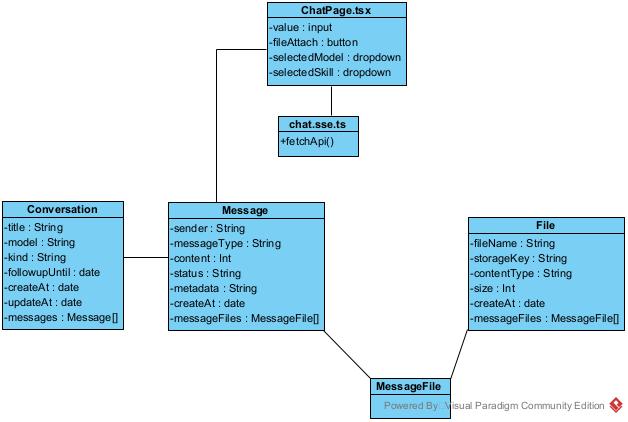 ChatPage.tsx
-value : input
-fileAttach : button
-selectedModel : dropdown
-selectedSkill : dropdown
chat.sse.ts
+fetchApi()
Conversation
-title : String
-model : String
-kind : String
-followupUntil : date
-createAt : date
-updateAt : date
-messages : Message[]
Message
-sender : String
-messageType : String
-content : Int
-status : String
-metadata : String
-createAt : date
-messageFiles : MessageFile[]
File
-fileName : String
-storageKey : String
-contentType : String
-size : Int
-createAt : date
-messageFiles : MessageFile[]
MessageFile
Powered By Visual Paradigm Community Edition